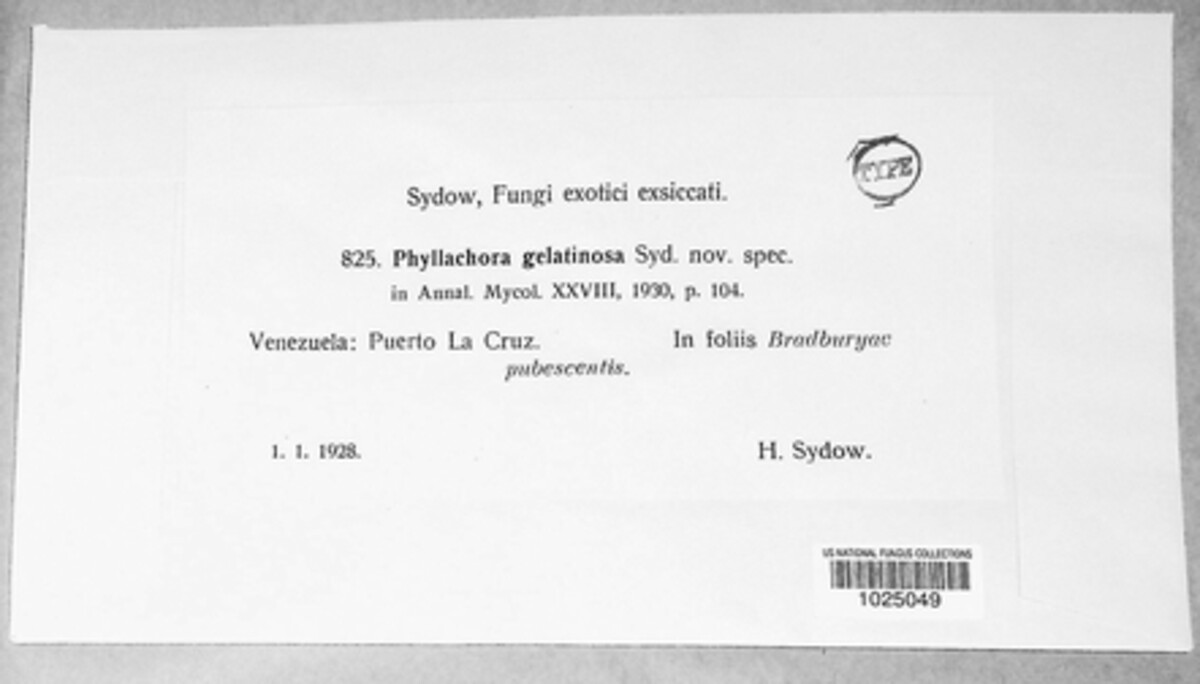 TYPE
Sydow, Fungi exotici exsiccati.
825. Phyllachora gelatinosa Syd. nov. spec.
in Annal. Mycol. XXVIII, 1930, p. 104.
Venezuela: Puerto La Cruz. In foliis Bradburyae
pubescentis.
1. 1. 1928. H. Sydow.
US NATIONAL FUNGUS COLLECTIONS
1025049